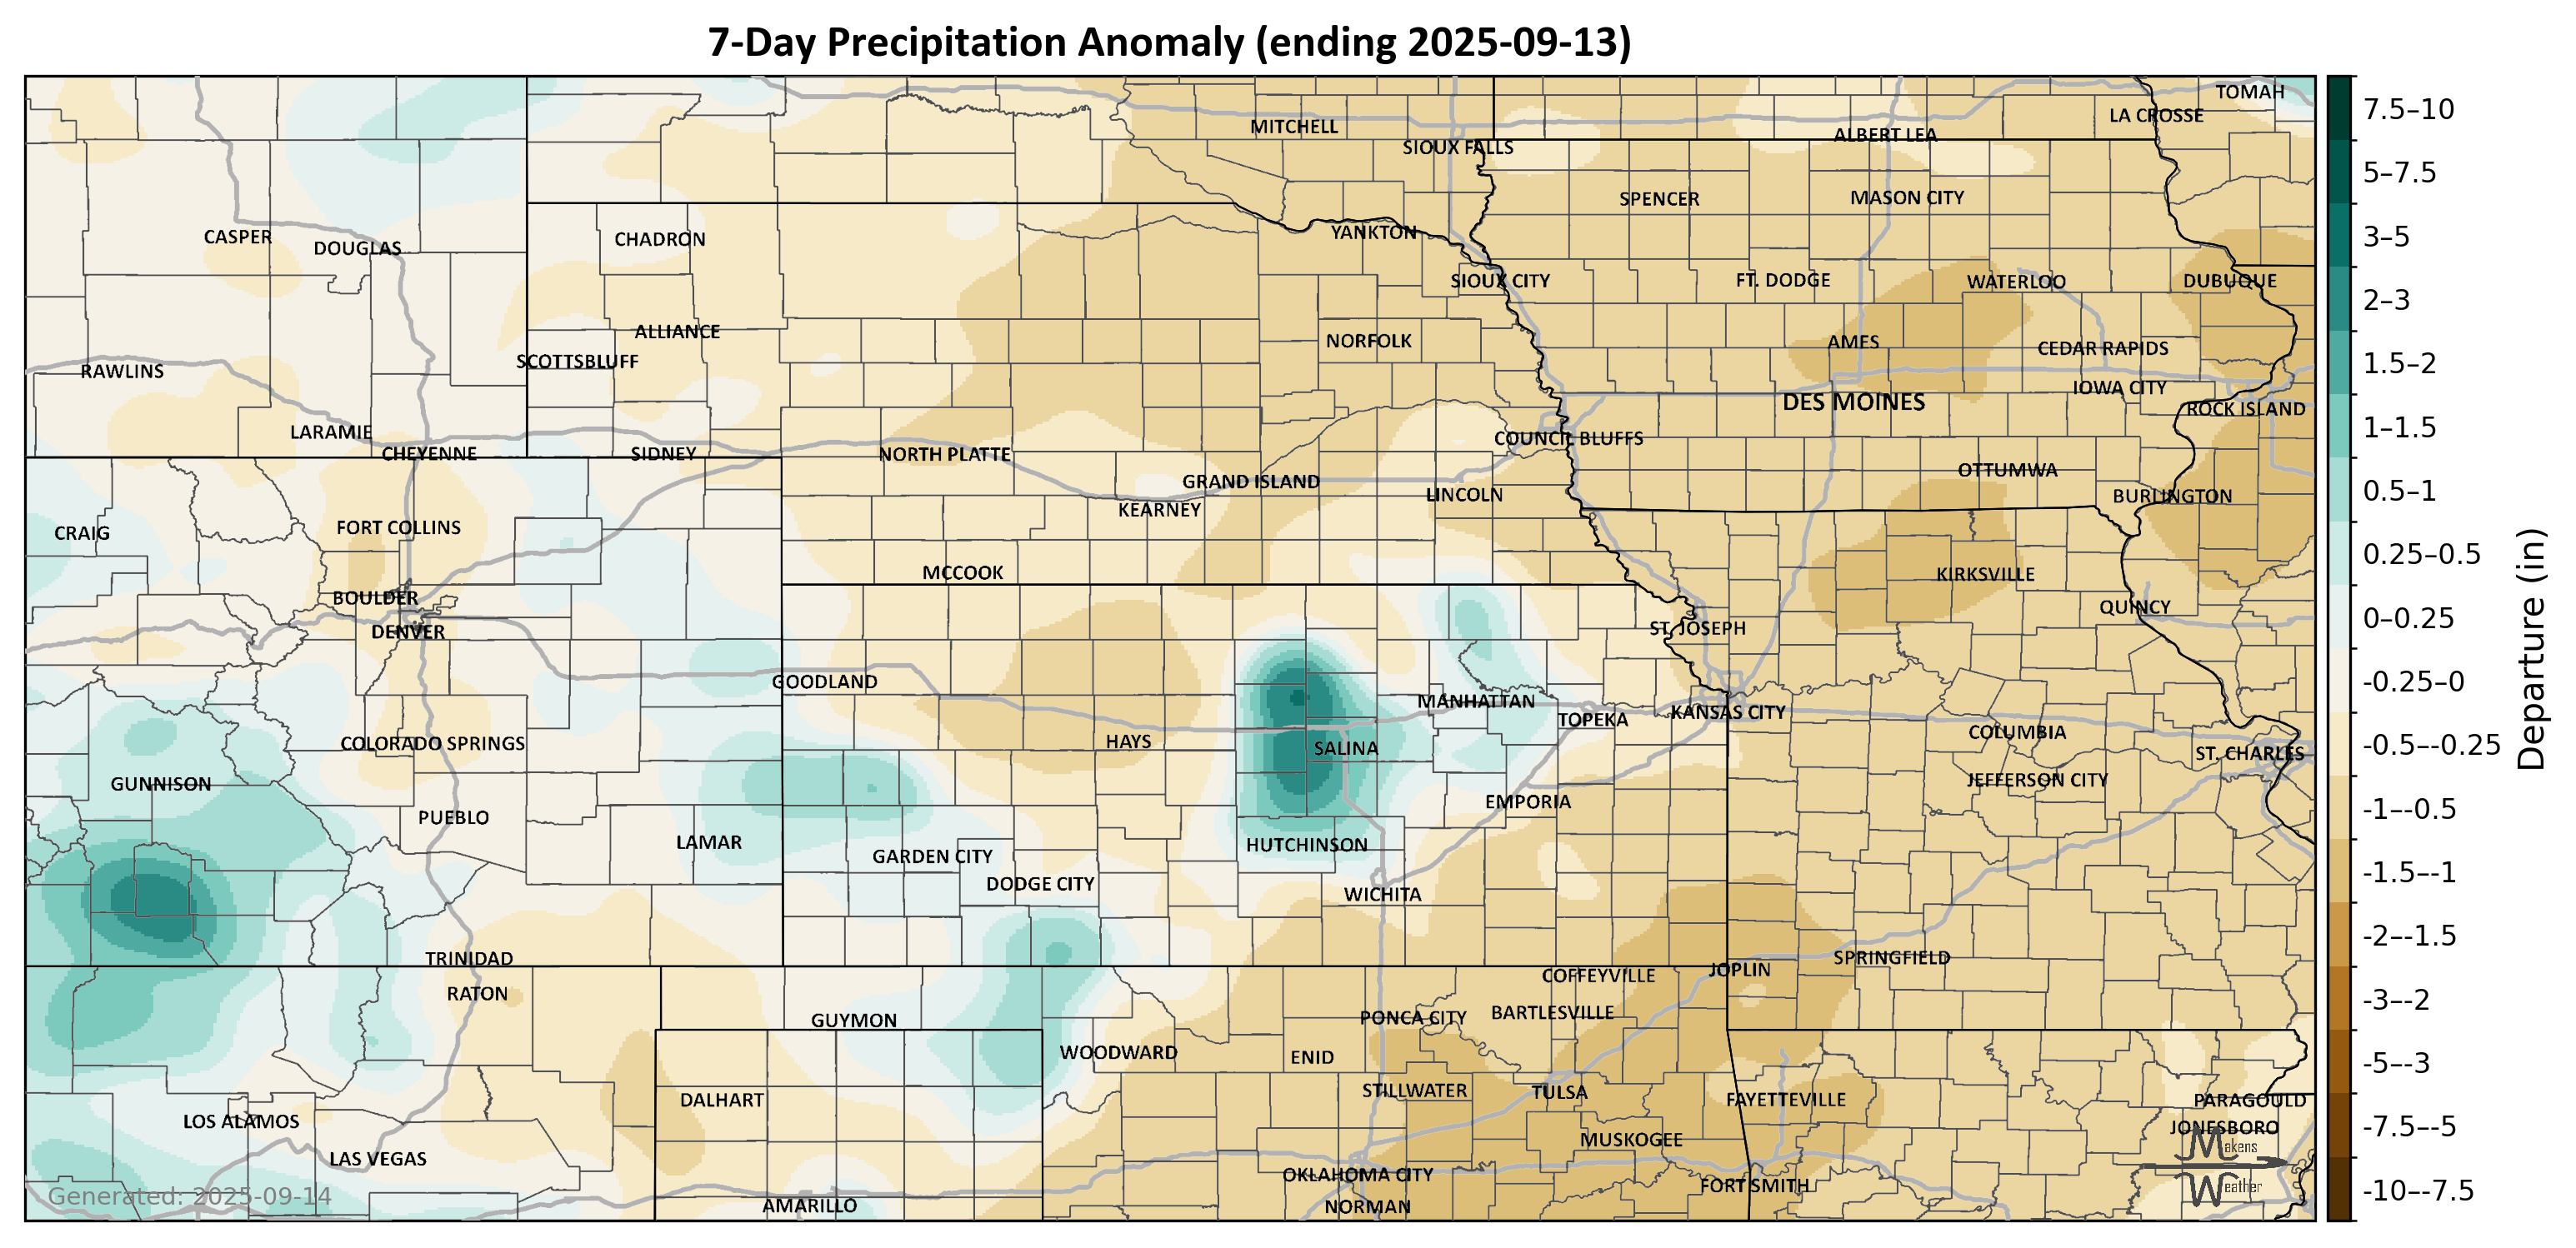 7-Day Precipitation Anomaly (ending 2025-09-13)
TOMAH
LA CROSSE
MITCHELL
ALBERT LEA
SIOUX FALLS
SPENCER
MASON CITY
CASPER
DOUGLAS
CHADRON
YANKTON
SIOUX CITY
FT. DODGE
WATERLOO
DUBUQUE
ALLIANCE
NORFOLK
AMES
CEDAR RAPIDS
SCOTTSBLUFF
RAWLINS
IOWA CITY
DES MOINES
ROCK ISLAND
LARAMIE
COUNCIL BLUFFS
CHEYENNE
SIDNEY
NORTH PLATTE
OTTUMWA
GRAND ISLAND
LINCOLN
BURLINGTON
KEARNEY
CRAIG
FORT COLLINS
MCCOOK
KIRKSVILLE
BOULDER
QUINCY
DENVER
ST. JOSEPH
GOODLAND
MANHATTAN
KANSAS CITY
TOPEKA
COLUMBIA
COLORADO SPRINGS
HAYS
SALINA
ST. CHARLES
GUNNISON
JEFFERSON CITY
EMPORIA
PUEBLO
LAMAR
HUTCHINSON
GARDEN CITY
DODGE CITY
WICHITA
TRINIDAD
SPRINGFIELD
JOPLIN
COFFEYVILLE
RATON
BARTLESVILLE
GUYMON
PONCA CITY
WOODWARD
ENID
STILLWATER
TULSA
DALHART
FAYETTEVILLE
PARAGOULD
LOS ALAMOS
JONESBORO
MUSKOGEE
LAS VEGAS
OKLAHOMA CITY
FORT SMITH
AMARILLO
NORMAN
Makens
Weather
Generated: 2025-09-14
7.5–10
5–7.5
3–5
2–3
1.5–2
1–1.5
0.5–1
0.25–0.5
0–0.25
-0.25–0
-0.5–-0.25
-1–-0.5
-1.5–-1
-2–-1.5
-3–-2
-5–-3
-7.5–-5
-10–-7.5
Departure (in)